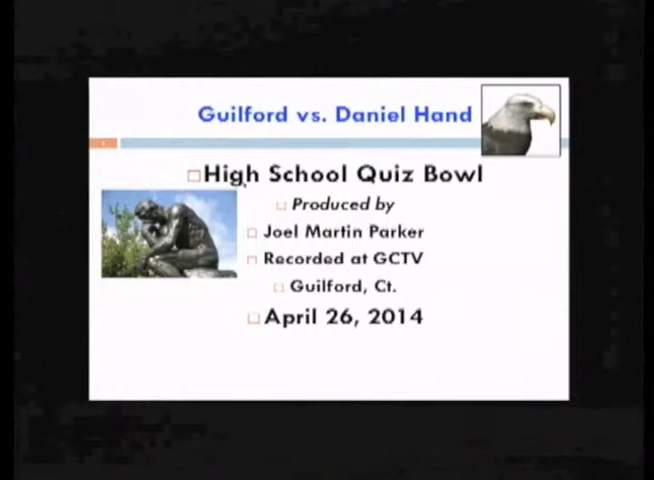 Guilford vs. Daniel Hand
High School Quiz Bowl
Produced by
Joel Martin Parker
Recorded at GCTV
Guilford, Ct.
April 26, 2014